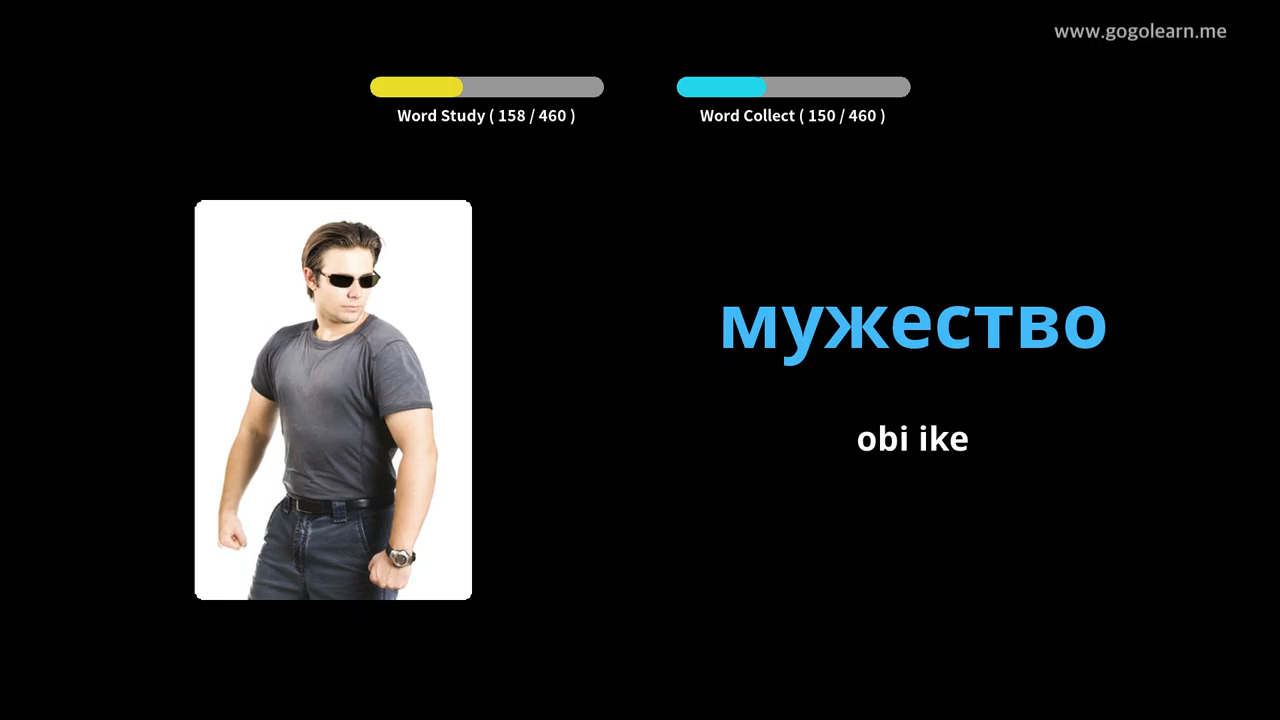 www.gogolearn.me
Word Study ( 158 / 460 )
Word Collect ( 150 / 460 )
мужество
obi ike